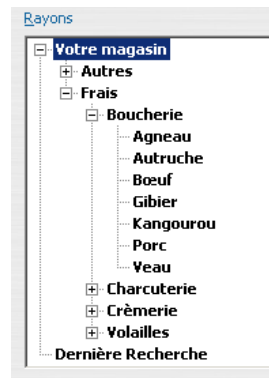 Rayons
Votre magasin
Autres
Frais
Boucherie
Agneau
Autruche
Bœuf
Gibier
Kangourou
Porc
Veau
Charcuterie
Crèmerie
Volailles
Dernière Recherche